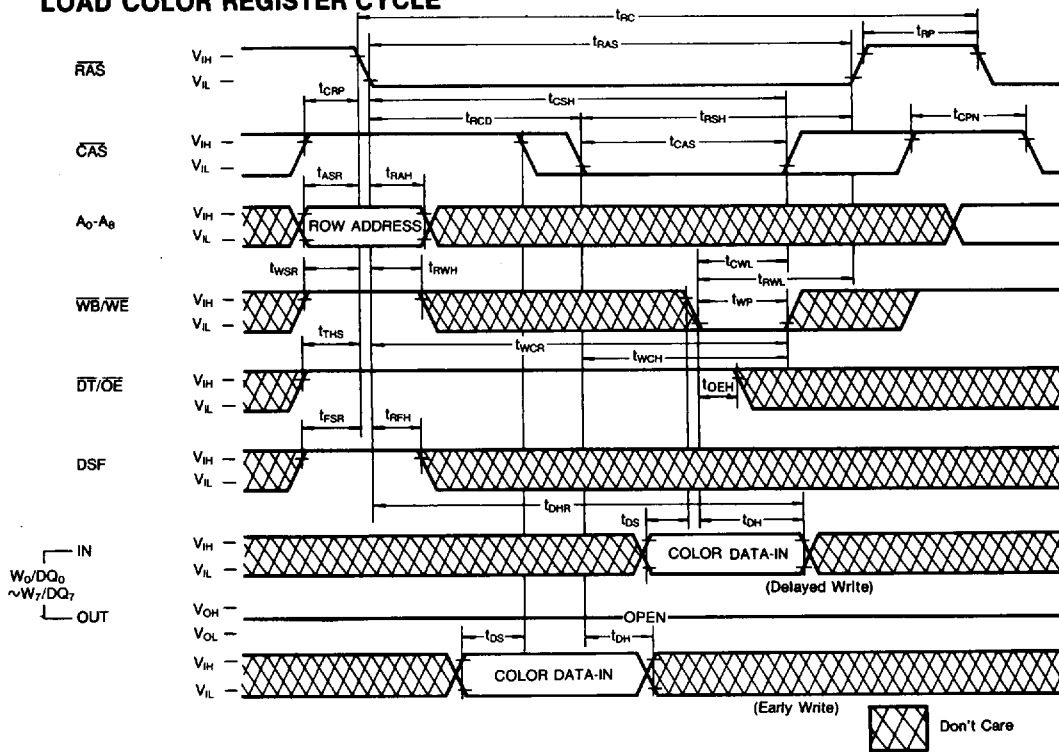 LOAD COLOR REGISTER CYCLE
tRC
tRAS
tRP
RAS
VIH
VIL
tCRP
tCSH
tRCD
tRSH
tCPN
CAS
VIH
VIL
tCAS
tASR
tRAH
A0-A8
VIH
VIL
ROW ADDRESS
tWSR
tRWH
tCWL
tRWL
WB/WE
VIH
VIL
tWP
tTHS
tWCR
tWCH
DT/OE
VIH
VIL
tOEH
tFSR
tRFH
DSF
VIH
VIL
tDHR
tDS
tDH
IN
VIH
VIL
COLOR DATA-IN
(Delayed Write)
W0/DQ0
~W7/DQ7
OUT
VOH
VOL
OPEN
tDS
tDH
VIH
VIL
COLOR DATA-IN
(Early Write)
Don't Care